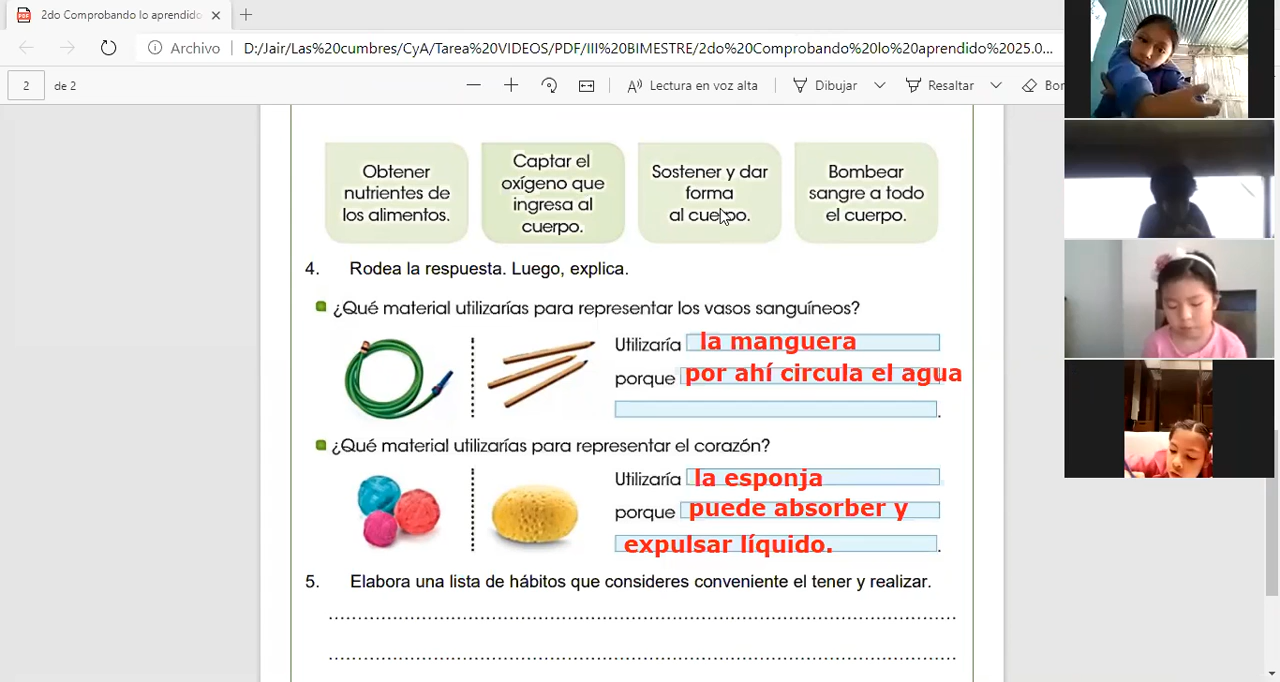 2do Comprobando lo aprendido
Archivo
D:/Jair/Las%20cumbres/CyA/Tarea%20VIDEOS/PDF/III%20BIMESTRE/2do%20Comprobando%20lo%20aprendido%2025.0...
2
de 2
Lectura en voz alta
Dibujar
Resaltar
Bor
Obtener
nutrientes de
los alimentos.
Captar el
oxígeno que
ingresa al
cuerpo.
Sostener y dar
forma
al cuerpo.
Bombear
sangre a todo
el cuerpo.
4. Rodea la respuesta. Luego, explica.
¿Qué material utilizarías para representar los vasos sanguíneos?
Utilizaría la manguera
porque por ahí circula el agua
.
¿Qué material utilizarías para representar el corazón?
Utilizaría la esponja
porque puede absorber y
expulsar líquido. .
5. Elabora una lista de hábitos que consideres conveniente el tener y realizar.